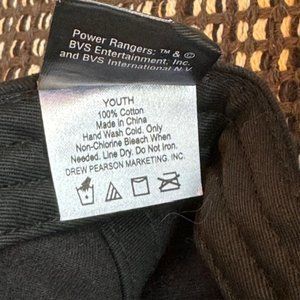 Power Rangers: ™ & ©
BVS Entertainment, Inc.
and BVS International N.V.
YOUTH
100% Cotton
Made in China
Hand Wash Cold. Only
Non-Chlorine Bleach When
Needed. Line Dry. Do Not Iron.
DREW PEARSON MARKETING, INC.